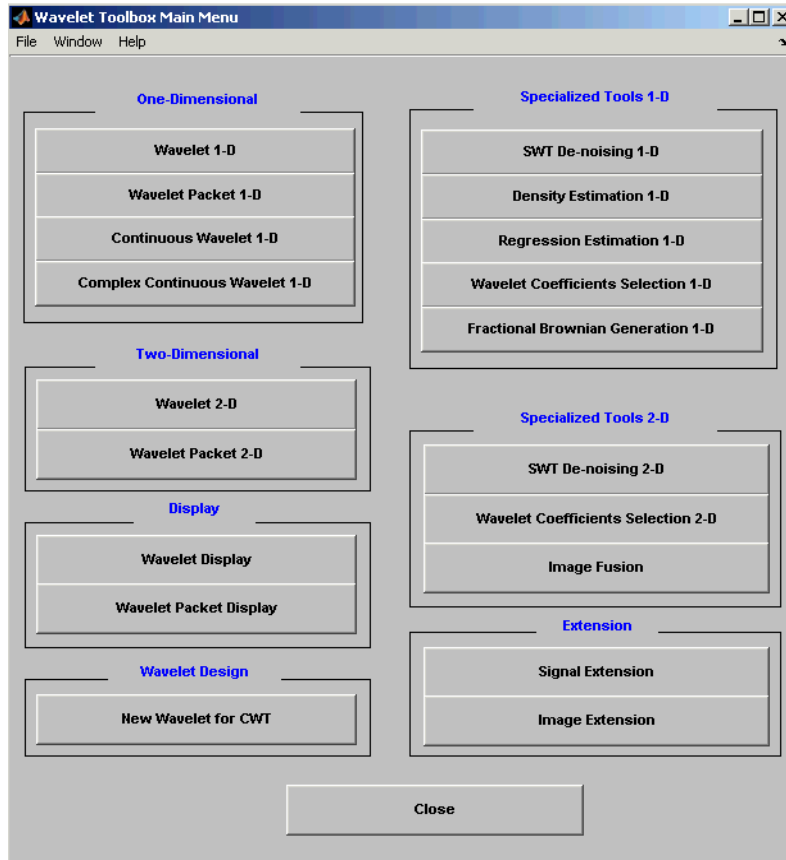 Wavelet Toolbox Main Menu
File Window Help
One-Dimensional
Wavelet 1-D
Wavelet Packet 1-D
Continuous Wavelet 1-D
Complex Continuous Wavelet 1-D
Two-Dimensional
Wavelet 2-D
Wavelet Packet 2-D
Display
Wavelet Display
Wavelet Packet Display
Wavelet Design
New Wavelet for CWT
Specialized Tools 1-D
SWT De-noising 1-D
Density Estimation 1-D
Regression Estimation 1-D
Wavelet Coefficients Selection 1-D
Fractional Brownian Generation 1-D
Specialized Tools 2-D
SWT De-noising 2-D
Wavelet Coefficients Selection 2-D
Image Fusion
Extension
Signal Extension
Image Extension
Close